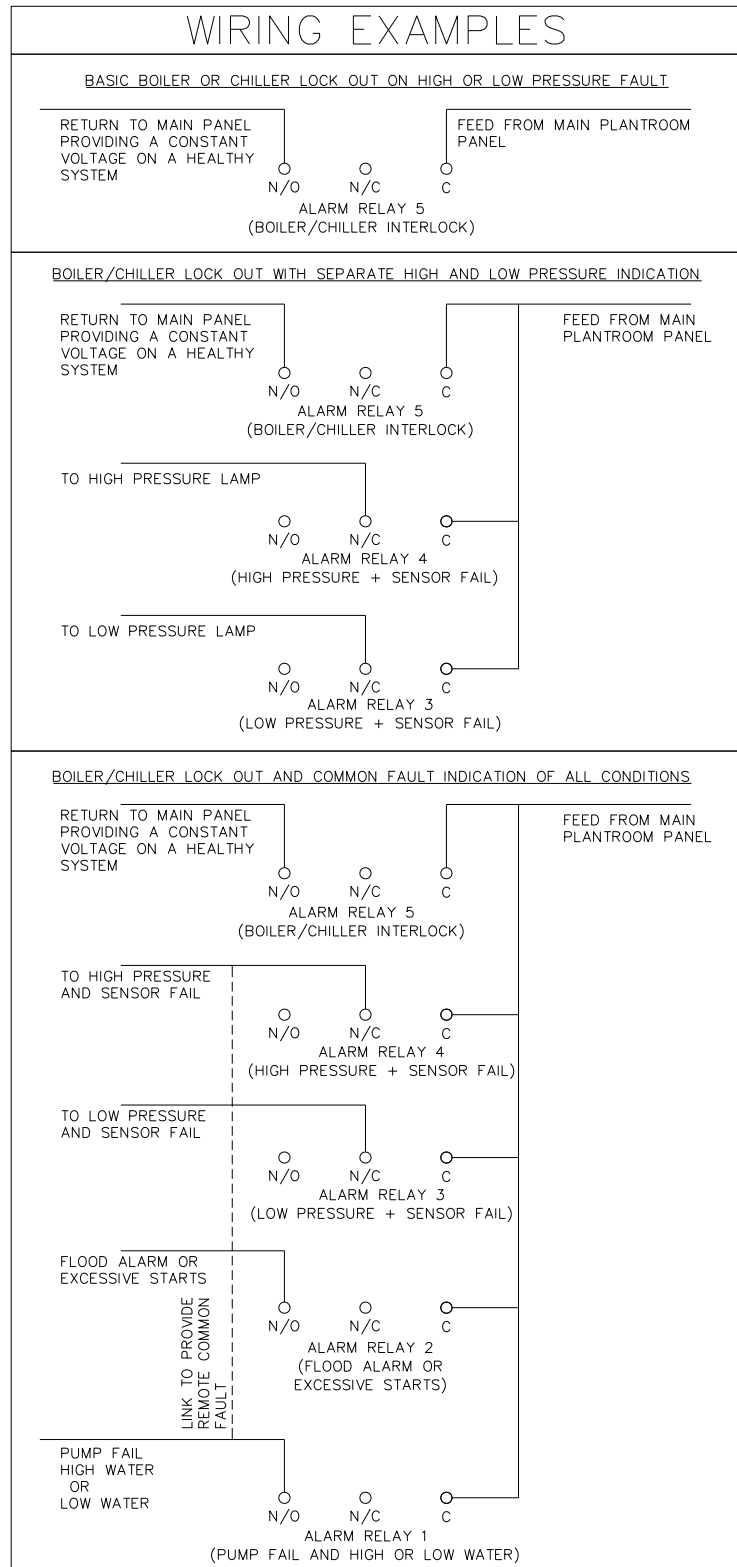 WIRING EXAMPLES
BASIC BOILER OR CHILLER LOCK OUT ON HIGH OR LOW PRESSURE FAULT
RETURN TO MAIN PANEL
PROVIDING A CONSTANT
VOLTAGE ON A HEALTHY
SYSTEM
FEED FROM MAIN PLANTROOM
PANEL
N/O N/C C
ALARM RELAY 5
(BOILER/CHILLER INTERLOCK)
BOILER/CHILLER LOCK OUT WITH SEPARATE HIGH AND LOW PRESSURE INDICATION
RETURN TO MAIN PANEL
PROVIDING A CONSTANT
VOLTAGE ON A HEALTHY
SYSTEM
FEED FROM MAIN
PLANTROOM PANEL
N/O N/C C
ALARM RELAY 5
(BOILER/CHILLER INTERLOCK)
TO HIGH PRESSURE LAMP
N/O N/C C
ALARM RELAY 4
(HIGH PRESSURE + SENSOR FAIL)
TO LOW PRESSURE LAMP
N/O N/C C
ALARM RELAY 3
(LOW PRESSURE + SENSOR FAIL)
BOILER/CHILLER LOCK OUT AND COMMON FAULT INDICATION OF ALL CONDITIONS
RETURN TO MAIN PANEL
PROVIDING A CONSTANT
VOLTAGE ON A HEALTHY
SYSTEM
FEED FROM MAIN
PLANTROOM PANEL
N/O N/C C
ALARM RELAY 5
(BOILER/CHILLER INTERLOCK)
TO HIGH PRESSURE
AND SENSOR FAIL
N/O N/C C
ALARM RELAY 4
(HIGH PRESSURE + SENSOR FAIL)
TO LOW PRESSURE
AND SENSOR FAIL
N/O N/C C
ALARM RELAY 3
(LOW PRESSURE + SENSOR FAIL)
FLOOD ALARM OR
EXCESSIVE STARTS
N/O N/C C
ALARM RELAY 2
(FLOOD ALARM OR
EXCESSIVE STARTS)
LINK TO PROVIDE
REMOTE COMMON
FAULT
PUMP FAIL
HIGH WATER
OR
LOW WATER
N/O N/C C
ALARM RELAY 1
(PUMP FAIL AND HIGH OR LOW WATER)